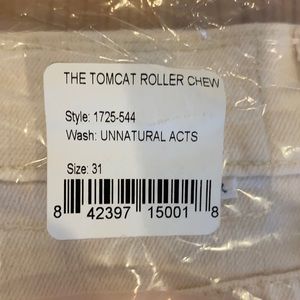 THE TOMCAT ROLLER CHEW
Style: 1725-544
Wash: UNNATURAL ACTS
Size: 31
8 42397 15001 8